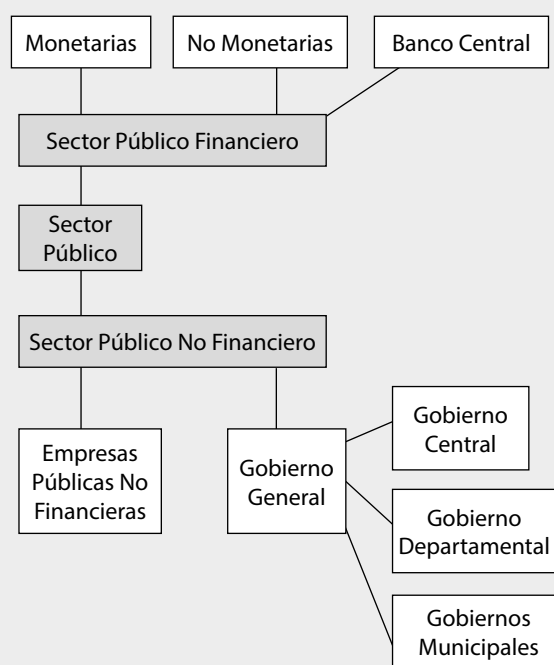 Monetarias
No Monetarias
Banco Central
Sector Público Financiero
Sector
Público
Sector Público No Financiero
Empresas
Públicas No
Financieras
Gobierno
General
Gobierno
Central
Gobierno
Departamental
Gobiernos
Municipales